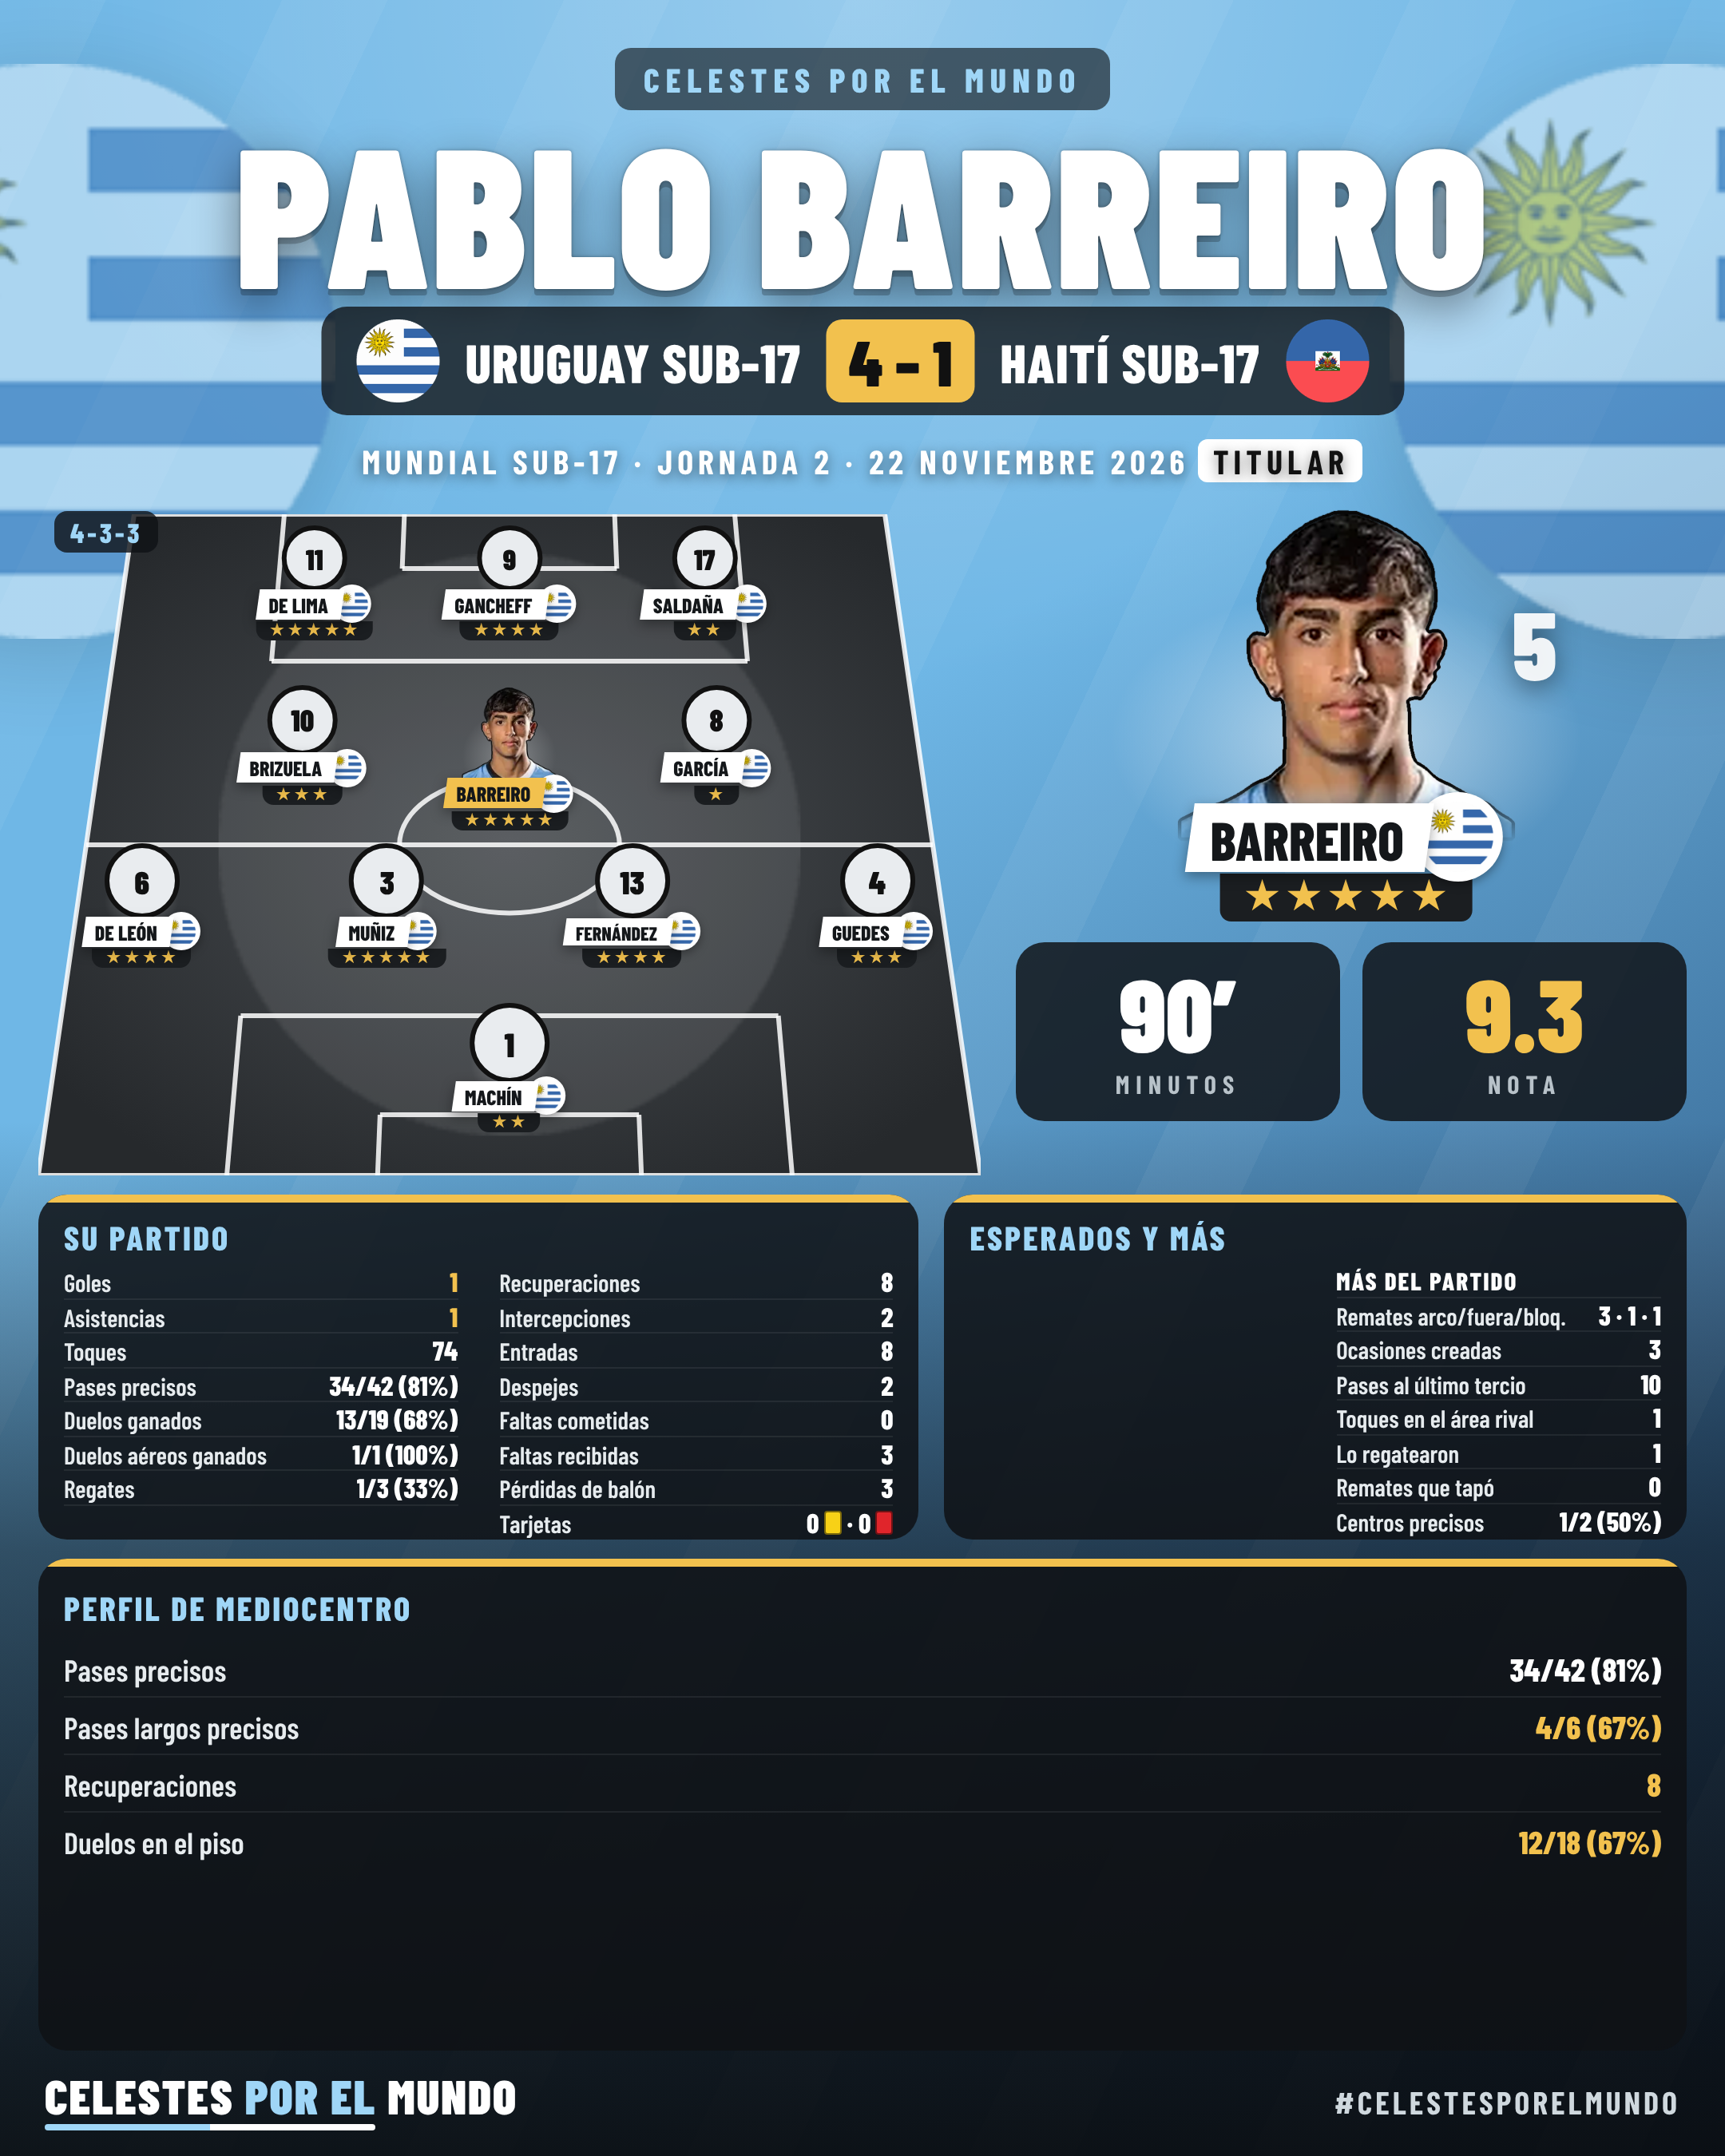 CELESTES POR EL MUNDO
PABLO BARREIRO
URUGUAY SUB-17 4 - 1 HAITÍ SUB-17
MUNDIAL SUB-17 · JORNADA 2 · 22 NOVIEMBRE 2026 TITULAR
4-3-3
11 9 17
DE LIMA GANCHEFF SALDAÑA
★★★★★ ★★★★ ★★
10 8
BRIZUELA BARREIRO GARCÍA
★★★ ★★★★★ ★
6 3 13 4
DE LEÓN MUÑIZ FERNÁNDEZ GUEDES
★★★★ ★★★★★ ★★★★ ★★★
1
MACHÍN
★★
5
BARREIRO
★★★★★
90′ 9.3
MINUTOS NOTA
SU PARTIDO
Goles 1
Asistencias 1
Toques 74
Pases precisos 34/42 (81%)
Duelos ganados 13/19 (68%)
Duelos aéreos ganados 1/1 (100%)
Regates 1/3 (33%)
Recuperaciones 8
Intercepciones 2
Entradas 8
Despejes 2
Faltas cometidas 0
Faltas recibidas 3
Pérdidas de balón 3
Tarjetas 0 · 0
ESPERADOS Y MÁS
MÁS DEL PARTIDO
Remates arco/fuera/bloq. 3 · 1 · 1
Ocasiones creadas 3
Pases al último tercio 10
Toques en el área rival 1
Lo regatearon 1
Remates que tapó 0
Centros precisos 1/2 (50%)
PERFIL DE MEDIOCENTRO
Pases precisos 34/42 (81%)
Pases largos precisos 4/6 (67%)
Recuperaciones 8
Duelos en el piso 12/18 (67%)
CELESTES POR EL MUNDO
#CELESTESPORELMUNDO